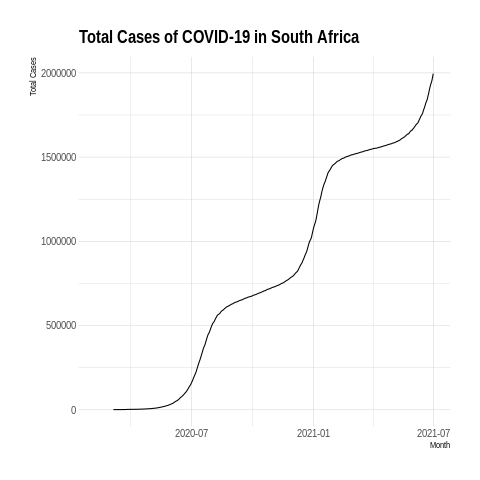 Total Cases of COVID-19 in South Africa
Total Cases
2000000
1500000
1000000
500000
0
2020-07
2021-01
2021-07
Month